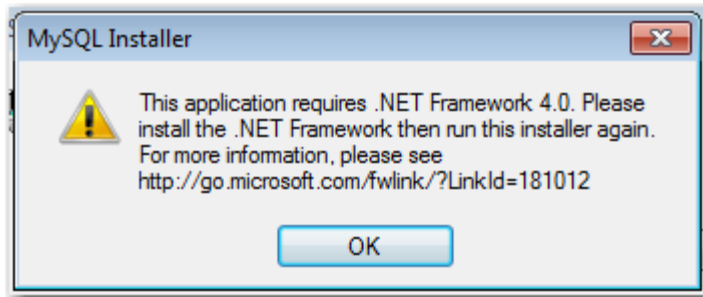 MySQL Installer
This application requires .NET Framework 4.0. Please
install the .NET Framework then run this installer again.
For more information, please see
http://go.microsoft.com/fwlink/?LinkId=181012
OK